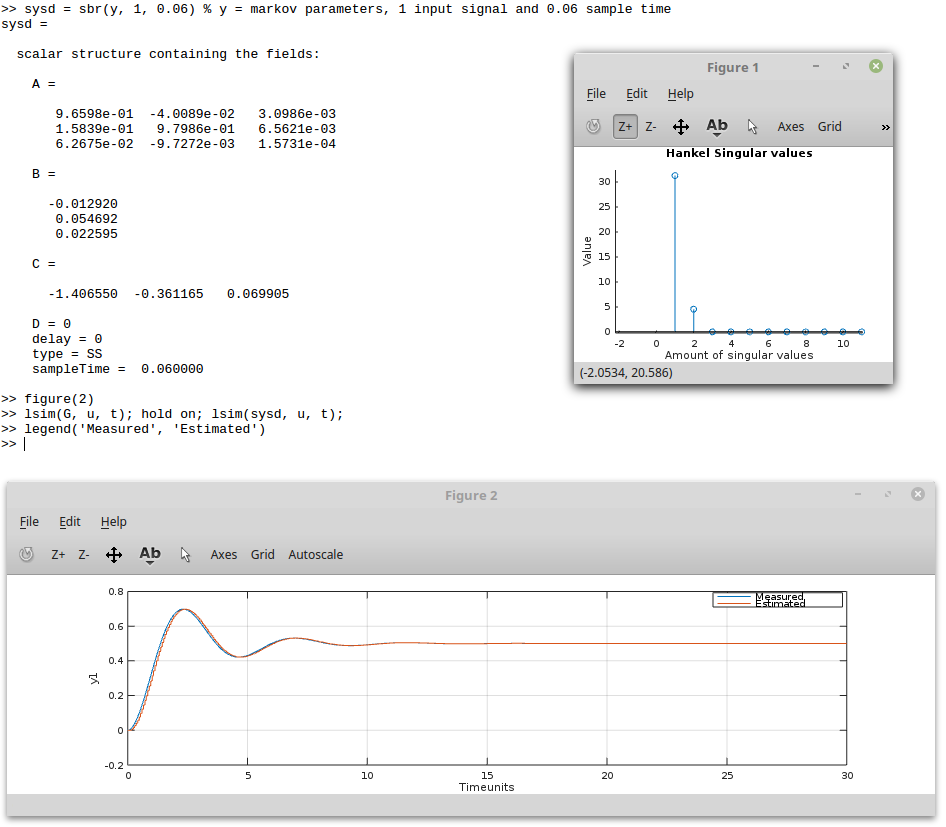 >> sysd = sbr(y, 1, 0.06) % y = markov parameters, 1 input signal and 0.06 sample time
sysd =
scalar structure containing the fields:
A =
9.6598e-01 -4.0089e-02 3.0986e-03
1.5839e-01 9.7986e-01 6.5621e-03
6.2675e-02 -9.7272e-03 1.5731e-04
B =
-0.012920
0.054692
0.022595
C =
-1.406550 -0.361165 0.069905
D = 0
delay = 0
type = SS
sampleTime = 0.060000
>> figure(2)
>> lsim(G, u, t); hold on; lsim(sysd, u, t);
>> legend('Measured', 'Estimated')
>>
Figure 1
File Edit Help
Z+ Z- Ab Axes Grid »
Hankel Singular values
30
25
20
15
10
5
0
Value
-2 0 2 4 6 8 10
Amount of singular values
(-2.0534, 20.586)
Figure 2
File Edit Help
Z+ Z- Ab Axes Grid Autoscale
Measured
Estimated
0.8
0.6
0.4
0.2
0
-0.2
y1
0 5 10 15 20 25 30
Timeunits